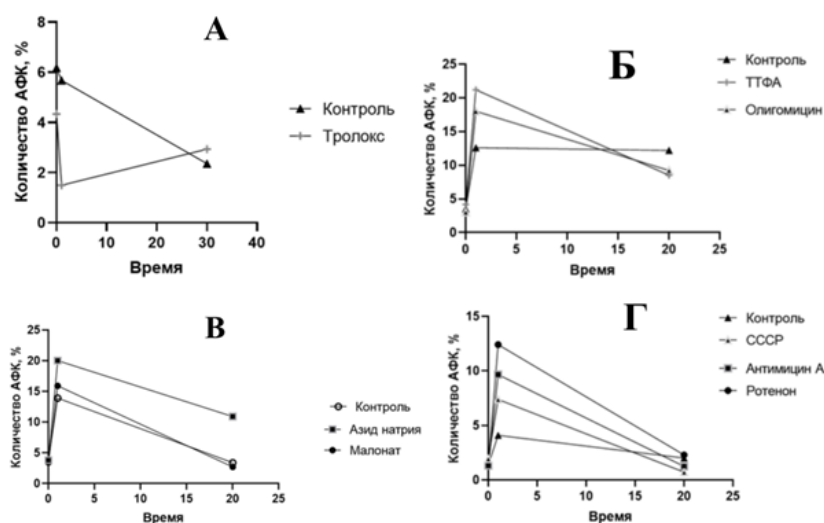 А
Количество АФК, %
8
6
4
2
0
0 10 20 30 40
Время
Контроль
Тролокс
Б
Количество АФК, %
25
20
15
10
5
0
0 5 10 15 20 25
Время
Контроль
ТТФА
Олигомицин
В
Количество АФК, %
25
20
15
10
5
0
0 5 10 15 20 25
Время
Контроль
Азид натрия
Малонат
Г
Количество АФК, %
15
10
5
0
0 5 10 15 20 25
Время
Контроль
СССР
Антимицин А
Ротенон